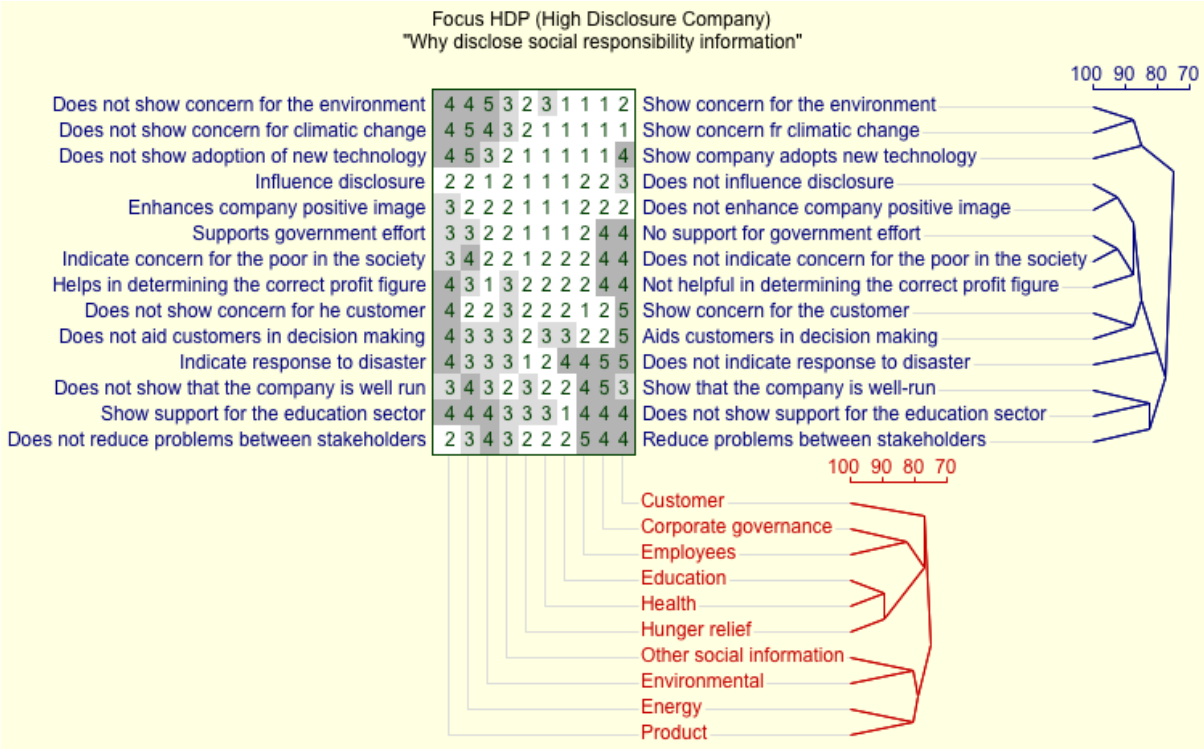 Focus HDP (High Disclosure Company)
"Why disclose social responsibility information"
100 90 80 70
Does not show concern for the environment 4 4 5 3 2 3 1 1 1 2 Show concern for the environment
Does not show concern for climatic change 4 5 4 3 2 1 1 1 1 1 Show concern fr climatic change
Does not show adoption of new technology 4 5 3 2 1 1 1 1 1 4 Show company adopts new technology
Influence disclosure 2 2 1 2 1 1 1 2 2 3 Does not influence disclosure
Enhances company positive image 3 2 2 2 1 1 1 2 2 2 Does not enhance company positive image
Supports government effort 3 3 2 2 1 1 1 2 4 4 No support for government effort
Indicate concern for the poor in the society 3 4 2 2 1 2 2 2 4 4 Does not indicate concern for the poor in the society
Helps in determining the correct profit figure 4 3 1 3 2 2 2 2 4 4 Not helpful in determining the correct profit figure
Does not show concern for he customer 4 2 2 3 2 2 2 1 2 5 Show concern for the customer
Does not aid customers in decision making 4 3 3 3 2 3 3 2 2 5 Aids customers in decision making
Indicate response to disaster 4 3 3 3 1 2 4 4 5 5 Does not indicate response to disaster
Does not show that the company is well run 3 4 3 2 3 2 2 4 5 3 Show that the company is well-run
Show support for the education sector 4 4 4 3 3 3 1 4 4 4 Does not show support for the education sector
Does not reduce problems between stakeholders 2 3 4 3 2 2 2 5 4 4 Reduce problems between stakeholders
100 90 80 70
Customer
Corporate governance
Employees
Education
Health
Hunger relief
Other social information
Environmental
Energy
Product